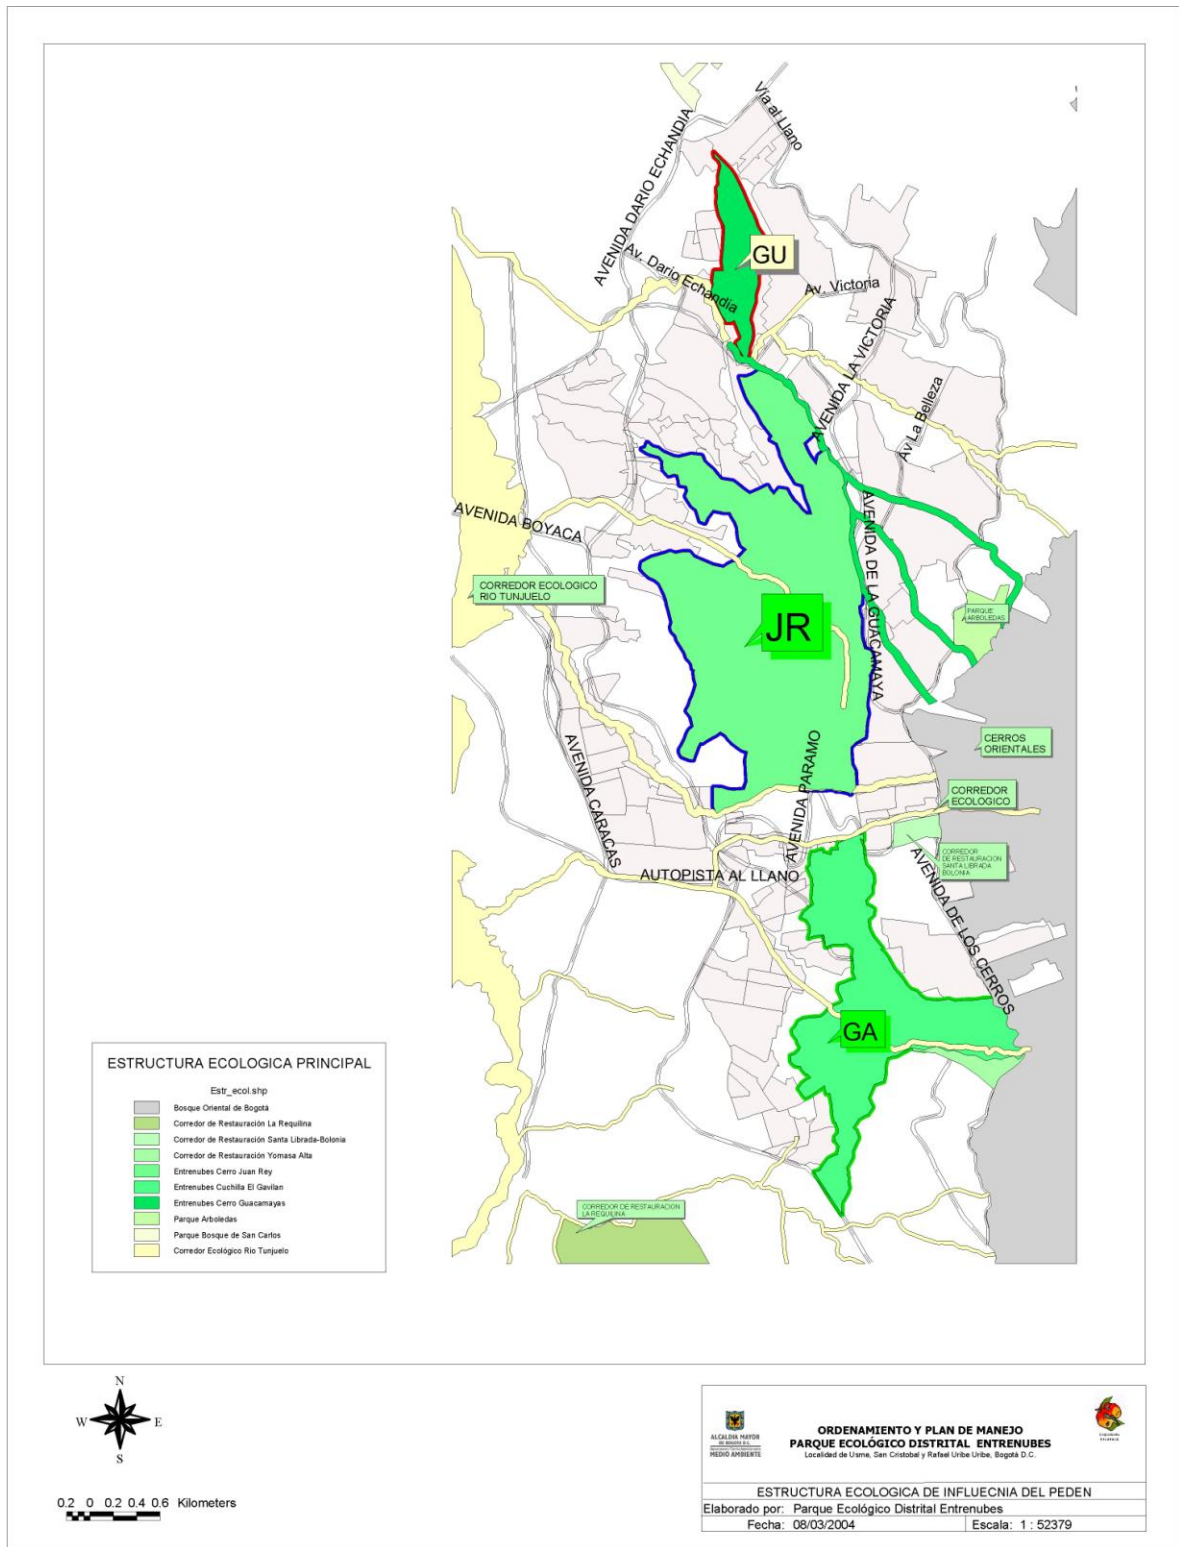 Via al Llano
AVENIDA DARIO ECHANDIA
GU
Av. Dario Echandia
Av. Victoria
AVENIDA LA VICTORIA
Av La Belleza
AVENIDA BOYACA
AVENIDA DE LA GUACAMAYA
CORREDOR ECOLOGICO
RIO TUNJUELO
PARQUE
ARBOLEDAS
JR
CERROS
ORIENTALES
AVENIDA CARACAS
AVENIDA PARAMO
CORREDOR
ECOLOGICO
CORREDOR
DE RESTAURACION
SANTA LIBRADA
BOLONIA
AUTOPISTA AL LLANO
AVENIDA DE LOS CERROS
GA
CORREDOR DE RESTAURACION
LA REQUILINA
ESTRUCTURA ECOLOGICA PRINCIPAL
Estr_ecol.shp
Bosque Oriental de Bogotá
Corredor de Restauración La Requilina
Corredor de Restauración Santa Librada-Bolonia
Corredor de Restauración Yomasa Alta
Entrenubes Cerro Juan Rey
Entrenubes Cuchilla El Gavilan
Entrenubes Cerro Guacamayas
Parque Arboledas
Parque Bosque de San Carlos
Corredor Ecológico Rio Tunjuelo
N
W E
S
0.2 0 0.2 0.4 0.6 Kilometers
ALCALDIA MAYOR
DE BOGOTA D.C.
MEDIO AMBIENTE
ORDENAMIENTO Y PLAN DE MANEJO
PARQUE ECOLÓGICO DISTRITAL ENTRENUBES
Localidad de Usme, San Cristobal y Rafael Uribe Uribe, Bogotá D.C.
ESTRUCTURA ECOLOGICA DE INFLUECNIA DEL PEDEN
Elaborado por: Parque Ecológico Distrital Entrenubes
Fecha: 08/03/2004 Escala: 1 : 52379